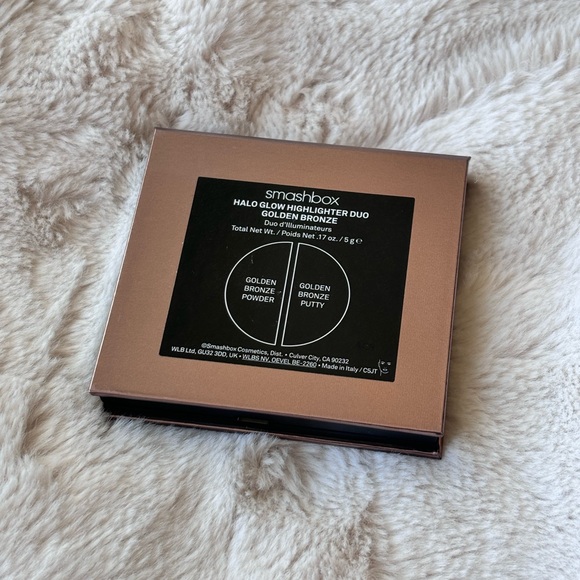 smashbox
HALO GLOW HIGHLIGHTER DUO
GOLDEN BRONZE
Duo d'Illuminateurs
Total Net Wt. / Poids Net .17 oz. / 5 g ℮
GOLDEN
BRONZE
POWDER
GOLDEN
BRONZE
PUTTY
©Smashbox Cosmetics, Dist. • Culver City, CA 90232
WLB Ltd, GU32 3DD, UK • WLBS NV, OEVEL BE-2260 • Made in Italy / C5JT